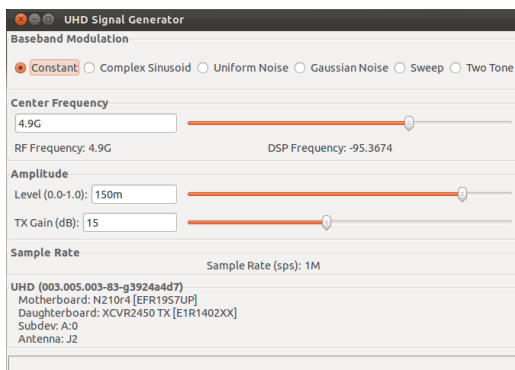 UHD Signal Generator
Baseband Modulation
Constant Complex Sinusoid Uniform Noise Gaussian Noise Sweep Two Tone
Center Frequency
4.9G
RF Frequency: 4.9G DSP Frequency: -95.3674
Amplitude
Level (0.0-1.0): 150m
TX Gain (dB): 15
Sample Rate
Sample Rate (sps): 1M
UHD (003.005.003-83-g3924a4d7)
Motherboard: N210r4 [EFR19S7UP]
Daughterboard: XCVR2450 TX [E1R1402XX]
Subdev: A:0
Antenna: J2